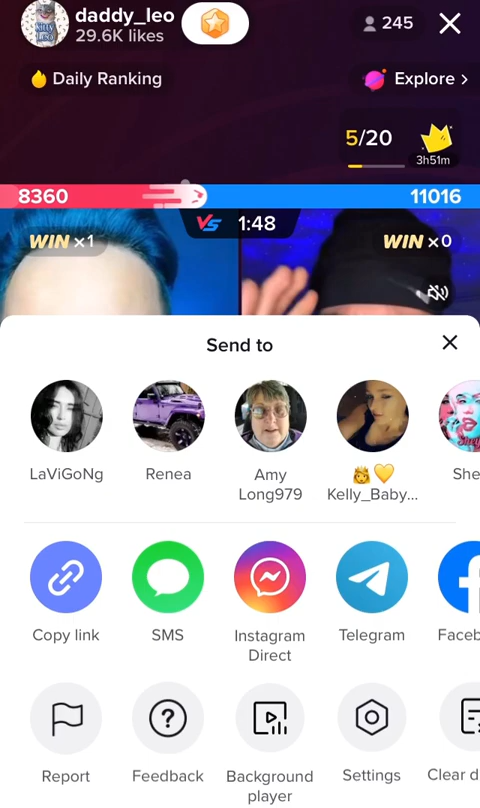 daddy_leo
29.6K likes
245
Daily Ranking
Explore
5/20
3h51m
8360
11016
VS 1:48
WIN x1
WIN x0
Send to
LaViGoNg
Renea
Amy
Long979
Kelly_Baby...
She
Copy link
SMS
Instagram
Direct
Telegram
Faceb
Report
Feedback
Background
player
Settings
Clear d